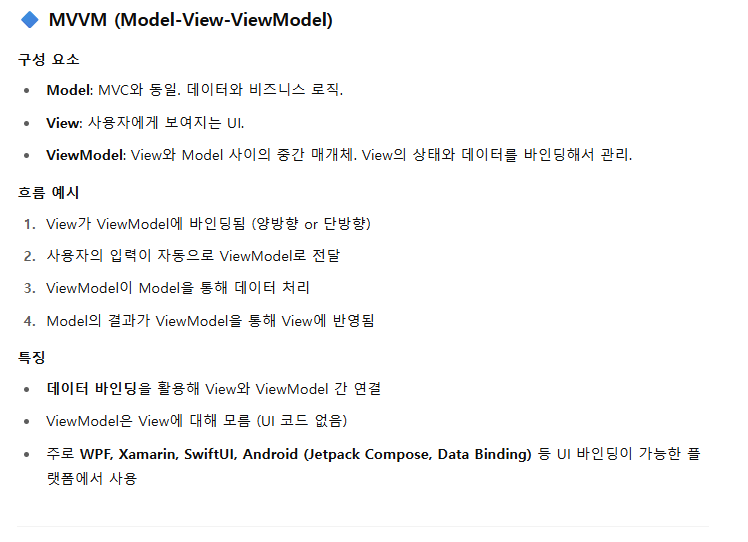 MVVM (Model-View-ViewModel)
구성 요소
Model: MVC와 동일. 데이터와 비즈니스 로직.
View: 사용자에게 보여지는 UI.
ViewModel: View와 Model 사이의 중간 매개체. View의 상태와 데이터를 바인딩해서 관리.
흐름 예시
1. View가 ViewModel에 바인딩됨 (양방향 or 단방향)
2. 사용자의 입력이 자동으로 ViewModel로 전달
3. ViewModel이 Model을 통해 데이터 처리
4. Model의 결과가 ViewModel을 통해 View에 반영됨
특징
데이터 바인딩을 활용해 View와 ViewModel 간 연결
ViewModel은 View에 대해 모름 (UI 코드 없음)
주로 WPF, Xamarin, SwiftUI, Android (Jetpack Compose, Data Binding) 등 UI 바인딩이 가능한 플
랫폼에서 사용